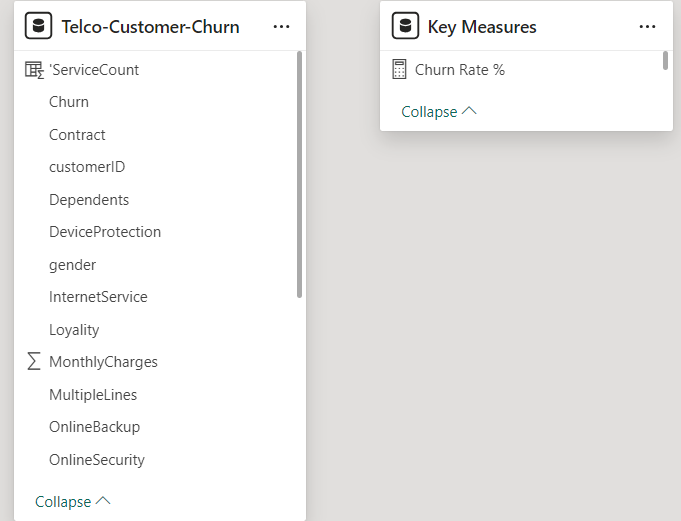 Telco-Customer-Churn
'ServiceCount
Churn
Contract
customerID
Dependents
DeviceProtection
gender
InternetService
Loyality
MonthlyCharges
MultipleLines
OnlineBackup
OnlineSecurity
Collapse
Key Measures
Churn Rate %
Collapse